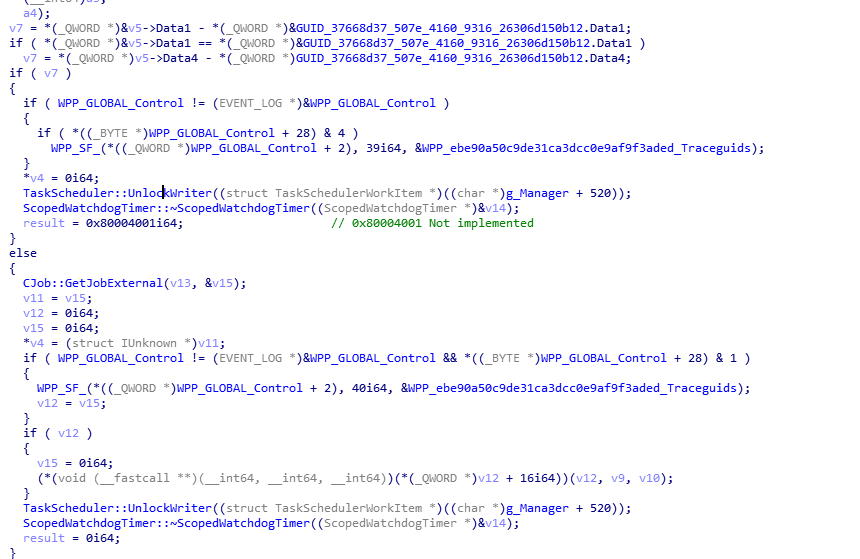 a4);
v7 = *(_QWORD *)&v5->Data1 - *(_QWORD *)&GUID_37668d37_507e_4160_9316_26306d150b12.Data1;
if ( *(_QWORD *)&v5->Data1 == *(_QWORD *)&GUID_37668d37_507e_4160_9316_26306d150b12.Data1 )
  v7 = *(_QWORD *)v5->Data4 - *(_QWORD *)GUID_37668d37_507e_4160_9316_26306d150b12.Data4;
if ( v7 )
{
  if ( WPP_GLOBAL_Control != (EVENT_LOG *)&WPP_GLOBAL_Control )
  {
    if ( *((_BYTE *)WPP_GLOBAL_Control + 28) & 4 )
      WPP_SF_(*((_QWORD *)WPP_GLOBAL_Control + 2), 39i64, &WPP_ebe90a50c9de31ca3dcc0e9af9f3aded_Traceguids);
  }
  *v4 = 0i64;
  TaskScheduler::UnlockWriter((struct TaskSchedulerWorkItem *)((char *)g_Manager + 520));
  ScopedWatchdogTimer::~ScopedWatchdogTimer((ScopedWatchdogTimer *)&v14);
  result = 0x80004001i64;                     // 0x80004001 Not implemented
}
else
{
  CJob::GetJobExternal(v13, &v15);
  v11 = v15;
  v12 = 0i64;
  v15 = 0i64;
  *v4 = (struct IUnknown *)v11;
  if ( WPP_GLOBAL_Control != (EVENT_LOG *)&WPP_GLOBAL_Control && *((_BYTE *)WPP_GLOBAL_Control + 28) & 1 )
  {
    WPP_SF_(*((_QWORD *)WPP_GLOBAL_Control + 2), 40i64, &WPP_ebe90a50c9de31ca3dcc0e9af9f3aded_Traceguids);
    v12 = v15;
  }
  if ( v12 )
  {
    v15 = 0i64;
    (*(void (__fastcall **)(__int64, __int64, __int64))(*(_QWORD *)v12 + 16i64))(v12, v9, v10);
  }
  TaskScheduler::UnlockWriter((struct TaskSchedulerWorkItem *)((char *)g_Manager + 520));
  ScopedWatchdogTimer::~ScopedWatchdogTimer((ScopedWatchdogTimer *)&v14);
  result = 0i64;
}